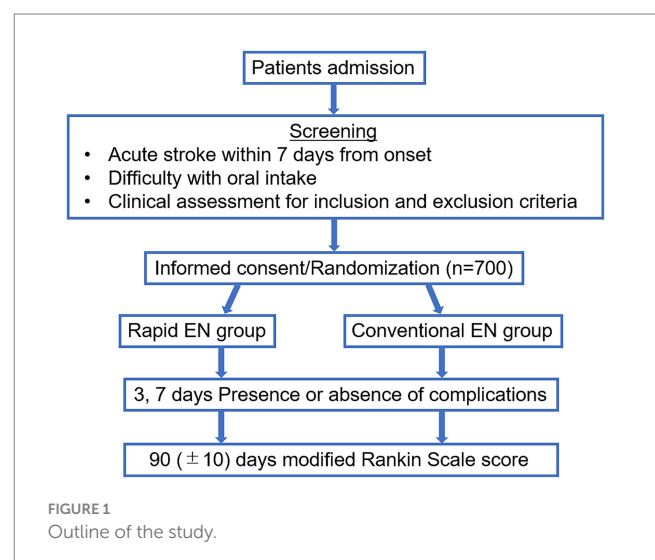 Patients admission
Screening
• Acute stroke within 7 days from onset
• Difficulty with oral intake
• Clinical assessment for inclusion and exclusion criteria
Informed consent/Randomization (n=700)
Rapid EN group
Conventional EN group
3, 7 days Presence or absence of complications
90 (±10) days modified Rankin Scale score
FIGURE 1
Outline of the study.